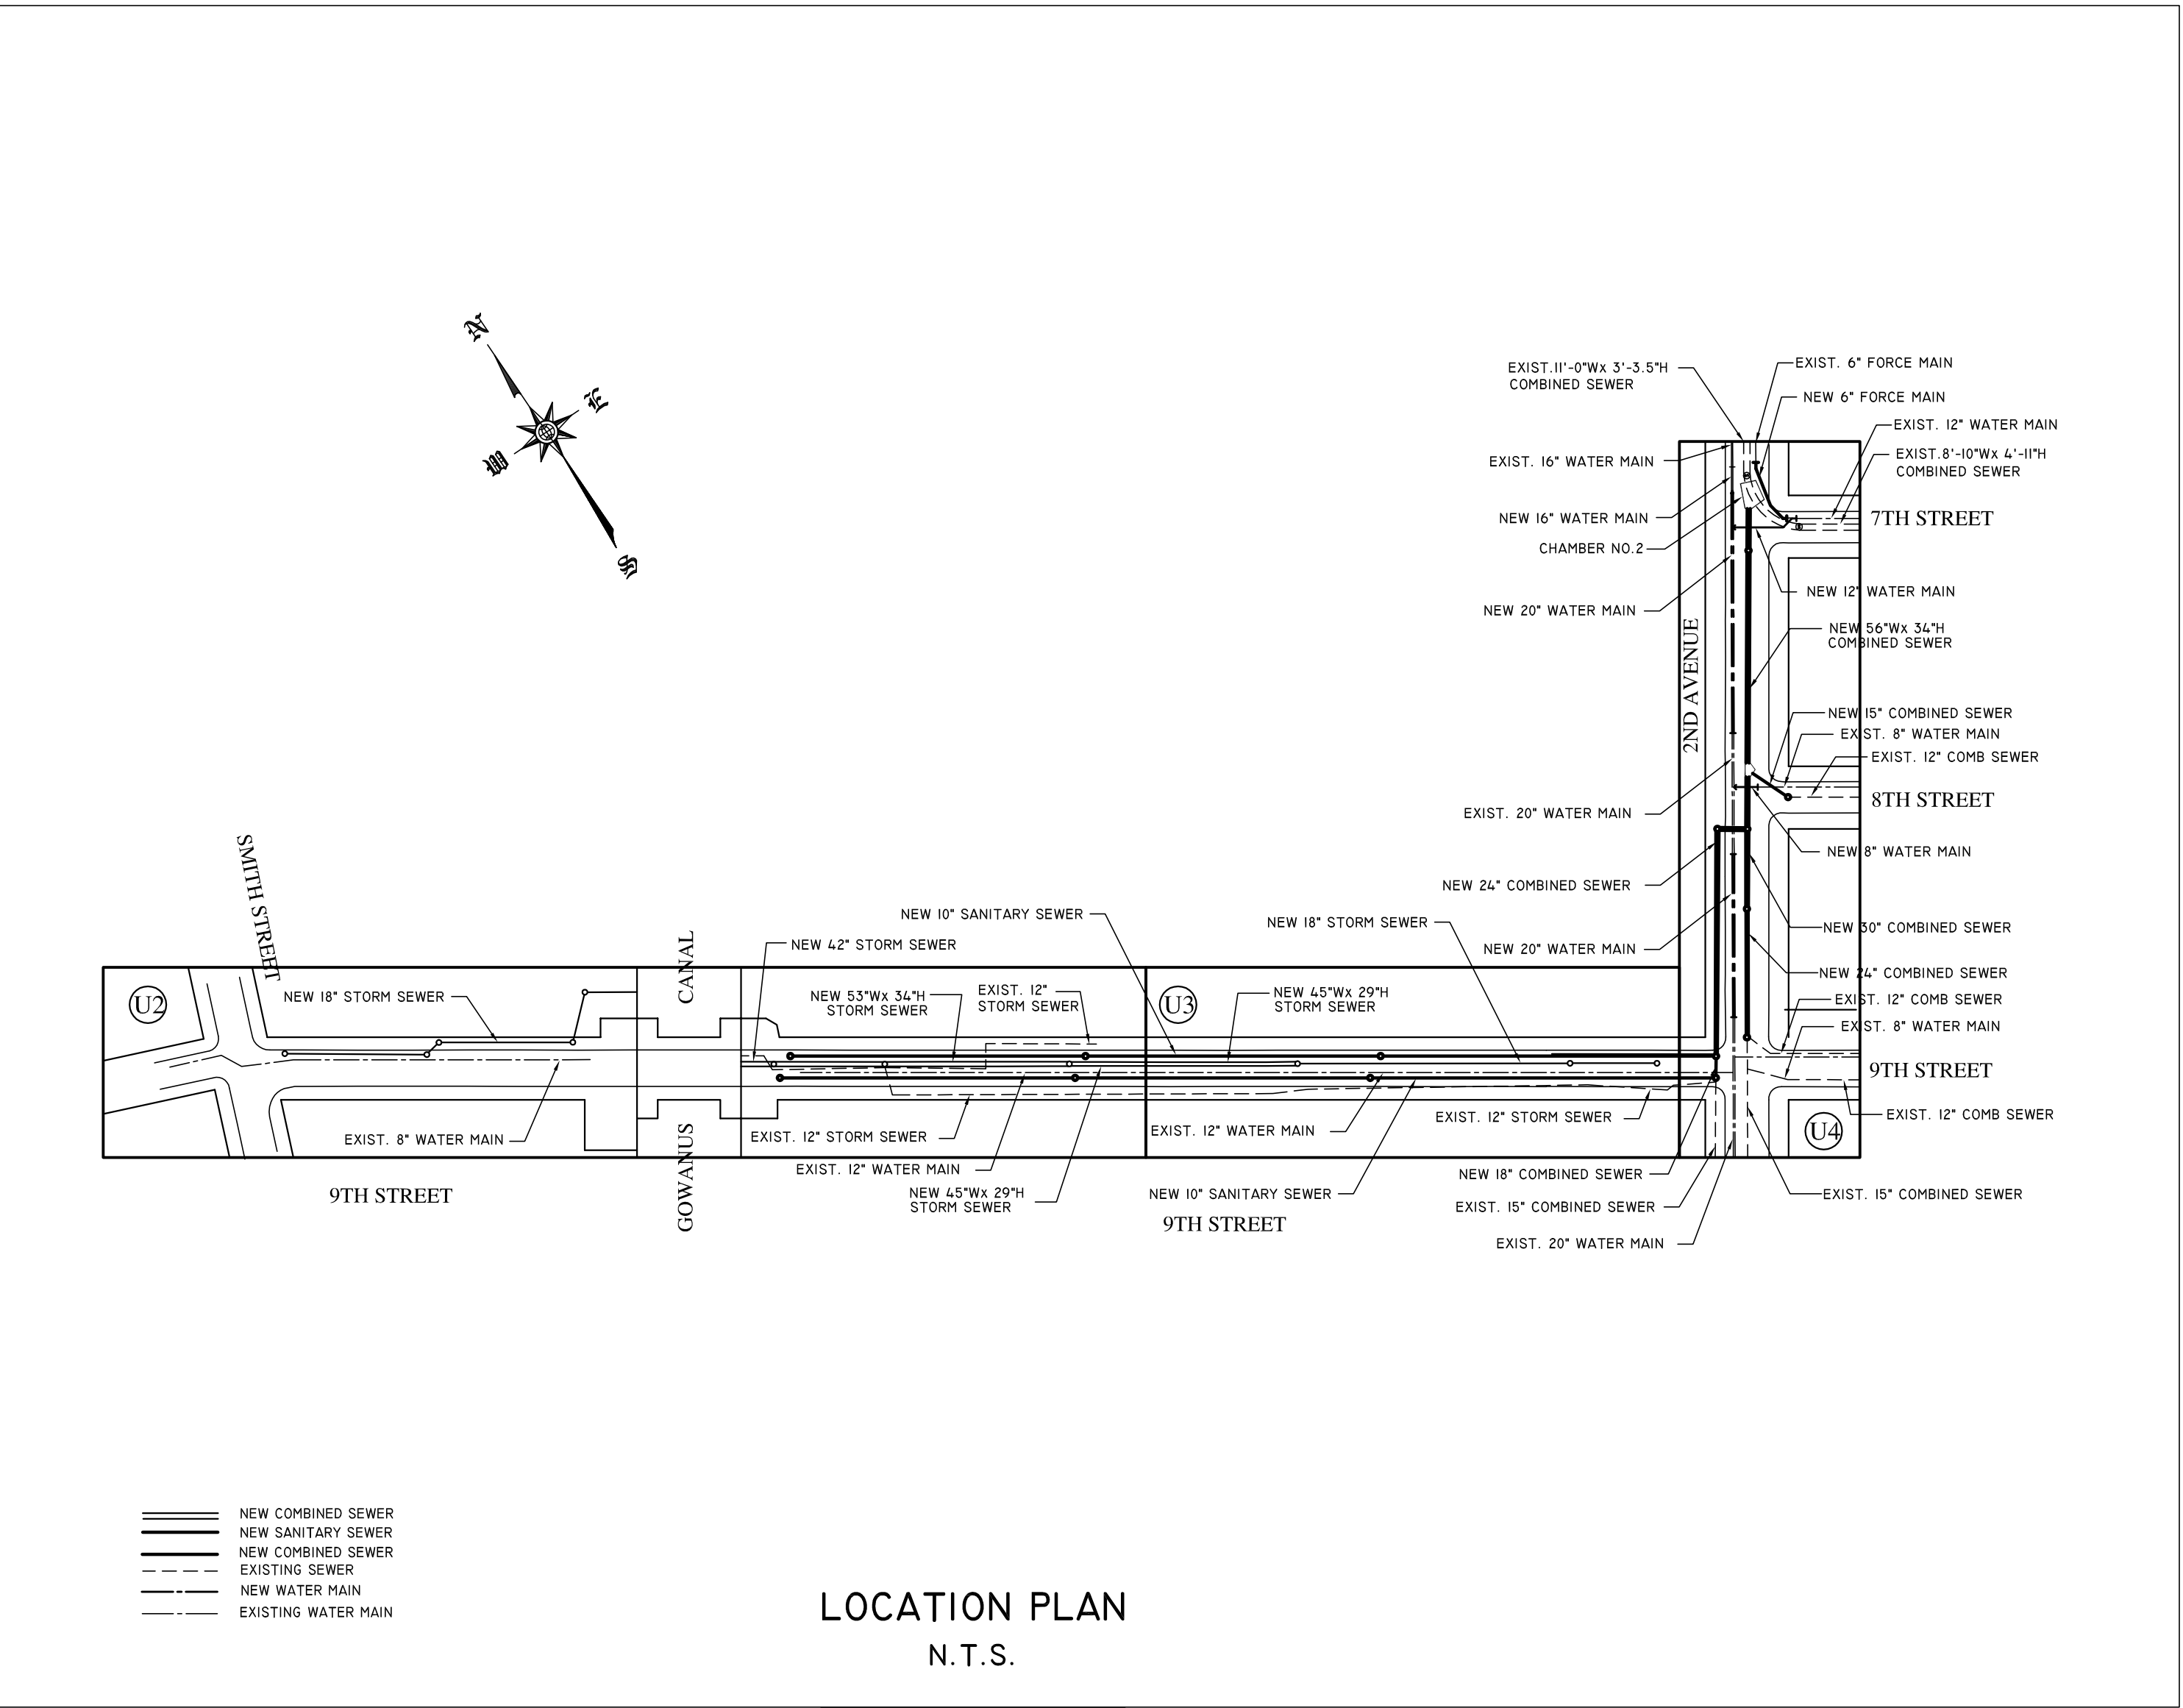 N
E
W
S
EXIST.11'-0"Wx 3'-3.5"H
COMBINED SEWER
EXIST. 6" FORCE MAIN
NEW 6" FORCE MAIN
EXIST. 12" WATER MAIN
EXIST.8'-10"Wx 4'-11"H
COMBINED SEWER
EXIST. 16" WATER MAIN
NEW 16" WATER MAIN
7TH STREET
CHAMBER NO.2
NEW 12" WATER MAIN
NEW 20" WATER MAIN
NEW 56"Wx 34"H
COMBINED SEWER
2ND AVENUE
NEW 15" COMBINED SEWER
EXIST. 8" WATER MAIN
EXIST. 12" COMB SEWER
8TH STREET
EXIST. 20" WATER MAIN
NEW 8" WATER MAIN
NEW 24" COMBINED SEWER
NEW 30" COMBINED SEWER
NEW 20" WATER MAIN
NEW 24" COMBINED SEWER
EXIST. 12" COMB SEWER
EXIST. 8" WATER MAIN
9TH STREET
EXIST. 12" COMB SEWER
U4
SMITH STREET
U2
NEW 18" STORM SEWER
CANAL
NEW 10" SANITARY SEWER
NEW 42" STORM SEWER
NEW 18" STORM SEWER
NEW 53"Wx 34"H
STORM SEWER
EXIST. 12"
STORM SEWER
U3
NEW 45"Wx 29"H
STORM SEWER
EXIST. 8" WATER MAIN
GOWANUS
EXIST. 12" STORM SEWER
EXIST. 12" WATER MAIN
EXIST. 12" STORM SEWER
EXIST. 12" WATER MAIN
NEW 45"Wx 29"H
STORM SEWER
NEW 10" SANITARY SEWER
NEW 18" COMBINED SEWER
EXIST. 15" COMBINED SEWER
EXIST. 15" COMBINED SEWER
EXIST. 20" WATER MAIN
9TH STREET
9TH STREET
NEW COMBINED SEWER
NEW SANITARY SEWER
NEW COMBINED SEWER
EXISTING SEWER
NEW WATER MAIN
EXISTING WATER MAIN
LOCATION PLAN
N.T.S.